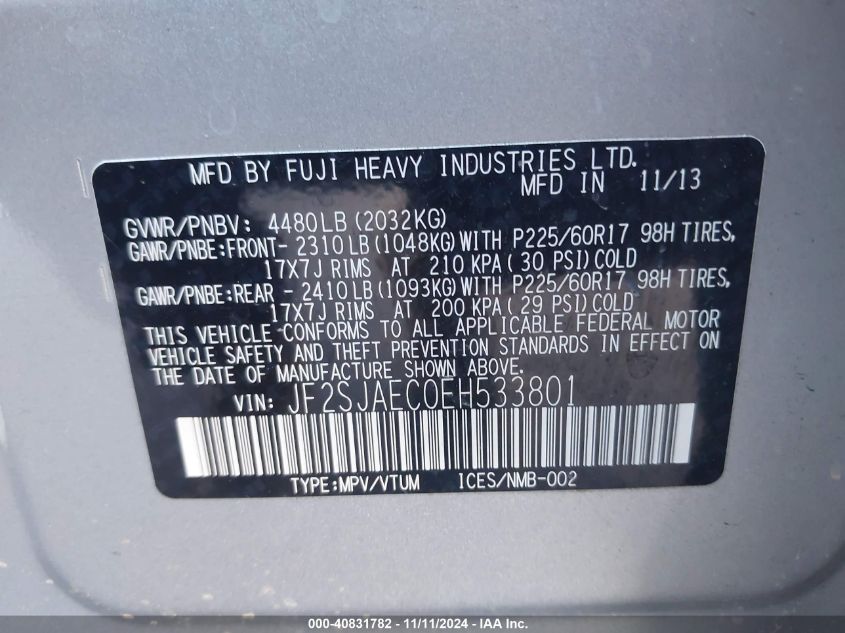 MFD BY FUJI HEAVY INDUSTRIES LTD.
MFD IN 11/13
GVWR/PNBV: 4480LB (2032KG)
GAWR/PNBE:FRONT- 2310LB (1048KG) WITH P225/60R17 98H TIRES,
17X7J RIMS AT 210 KPA ( 30 PSI) COLD
GAWR/PNBE:REAR - 2410LB (1093KG) WITH P225/60R17 98H TIRES,
17X7J RIMS AT 200 KPA ( 29 PSI) COLD
THIS VEHICLE CONFORMS TO ALL APPLICABLE FEDERAL MOTOR
VEHICLE SAFETY AND THEFT PREVENTION STANDARDS IN EFFECT ON
THE DATE OF MANUFACTURE SHOWN ABOVE.
VIN: JF2SJAEC0EH533801
TYPE:MPV/VTUM ICES/NMB-002
000-40831782 - 11/11/2024 - IAA Inc.